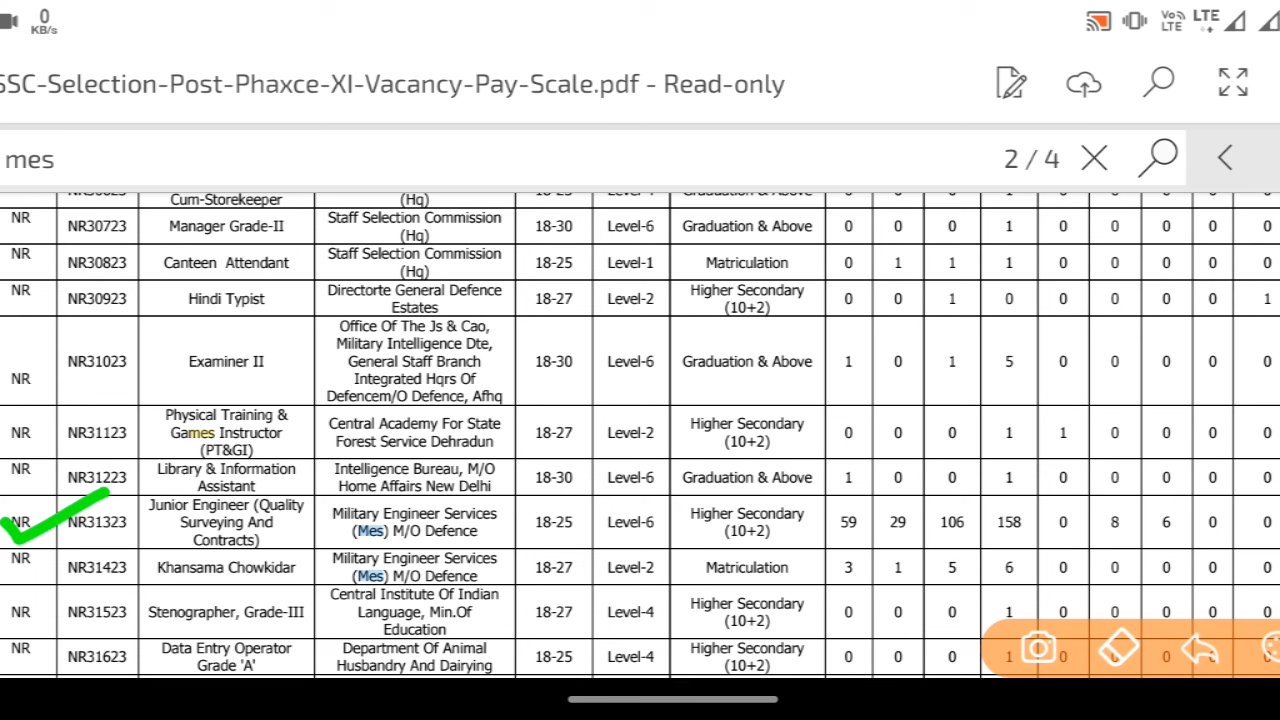 0
KB/s
Vo
LTE
LTE
SSC-Selection-Post-Phaxce-XI-Vacancy-Pay-Scale.pdf - Read-only
mes
2 / 4
Cum-Storekeeper (Hq) 1
NR NR30723 Manager Grade-II Staff Selection Commission (Hq) 18-30 Level-6 Graduation & Above 0 0 0 1 0 0 0 0 0
NR NR30823 Canteen Attendant Staff Selection Commission (Hq) 18-25 Level-1 Matriculation 0 1 1 1 0 0 0 0 0
NR NR30923 Hindi Typist Directorte General Defence Estates 18-27 Level-2 Higher Secondary (10+2) 0 0 1 0 0 0 0 0 1
NR NR31023 Examiner II Office Of The Js & Cao, Military Intelligence Dte, General Staff Branch Integrated Hqrs Of Defencem/O Defence, Afhq 18-30 Level-6 Graduation & Above 1 0 1 5 0 0 0 0 0
NR NR31123 Physical Training & Games Instructor (PT&GI) Central Academy For State Forest Service Dehradun 18-27 Level-2 Higher Secondary (10+2) 0 0 0 1 1 0 0 0 0
NR NR31223 Library & Information Assistant Intelligence Bureau, M/O Home Affairs New Delhi 18-30 Level-6 Graduation & Above 1 0 0 1 0 0 0 0 0
NR NR31323 Junior Engineer (Quality Surveying And Contracts) Military Engineer Services (Mes) M/O Defence 18-25 Level-6 Higher Secondary (10+2) 59 29 106 158 0 8 6 0 0
NR NR31423 Khansama Chowkidar Military Engineer Services (Mes) M/O Defence 18-27 Level-2 Matriculation 3 1 5 6 0 0 0 0 0
NR NR31523 Stenographer, Grade-III Central Institute Of Indian Language, Min.Of Education 18-27 Level-4 Higher Secondary (10+2) 0 0 0 1 0 0 0 0 0
NR NR31623 Data Entry Operator Grade 'A' Department Of Animal Husbandry And Dairying 18-25 Level-4 Higher Secondary (10+2) 0 0 0 1 0 0 0 0